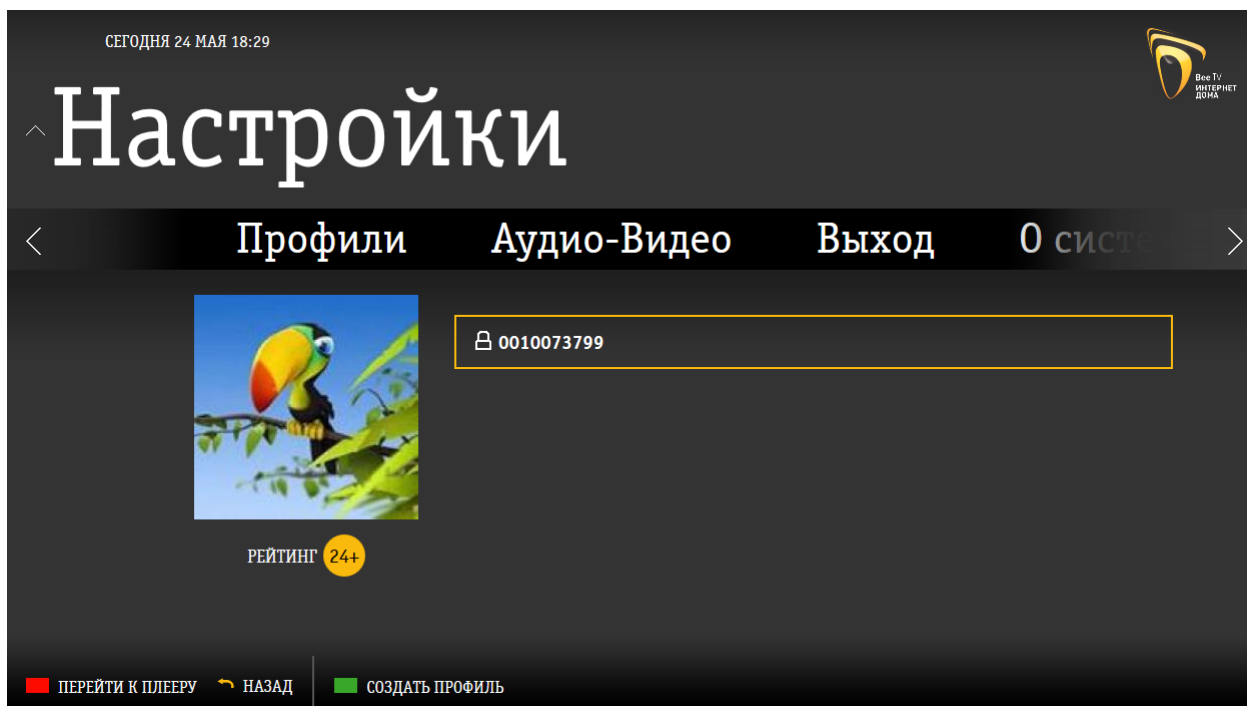 СЕГОДНЯ 24 МАЯ 18:29
Bee TV
ИНТЕРНЕТ
ДОМА
Настройки
Профили Аудио-Видео Выход О систе
0010073799
РЕЙТИНГ 24+
ПЕРЕЙТИ К ПЛЕЕРУ НАЗАД СОЗДАТЬ ПРОФИЛЬ